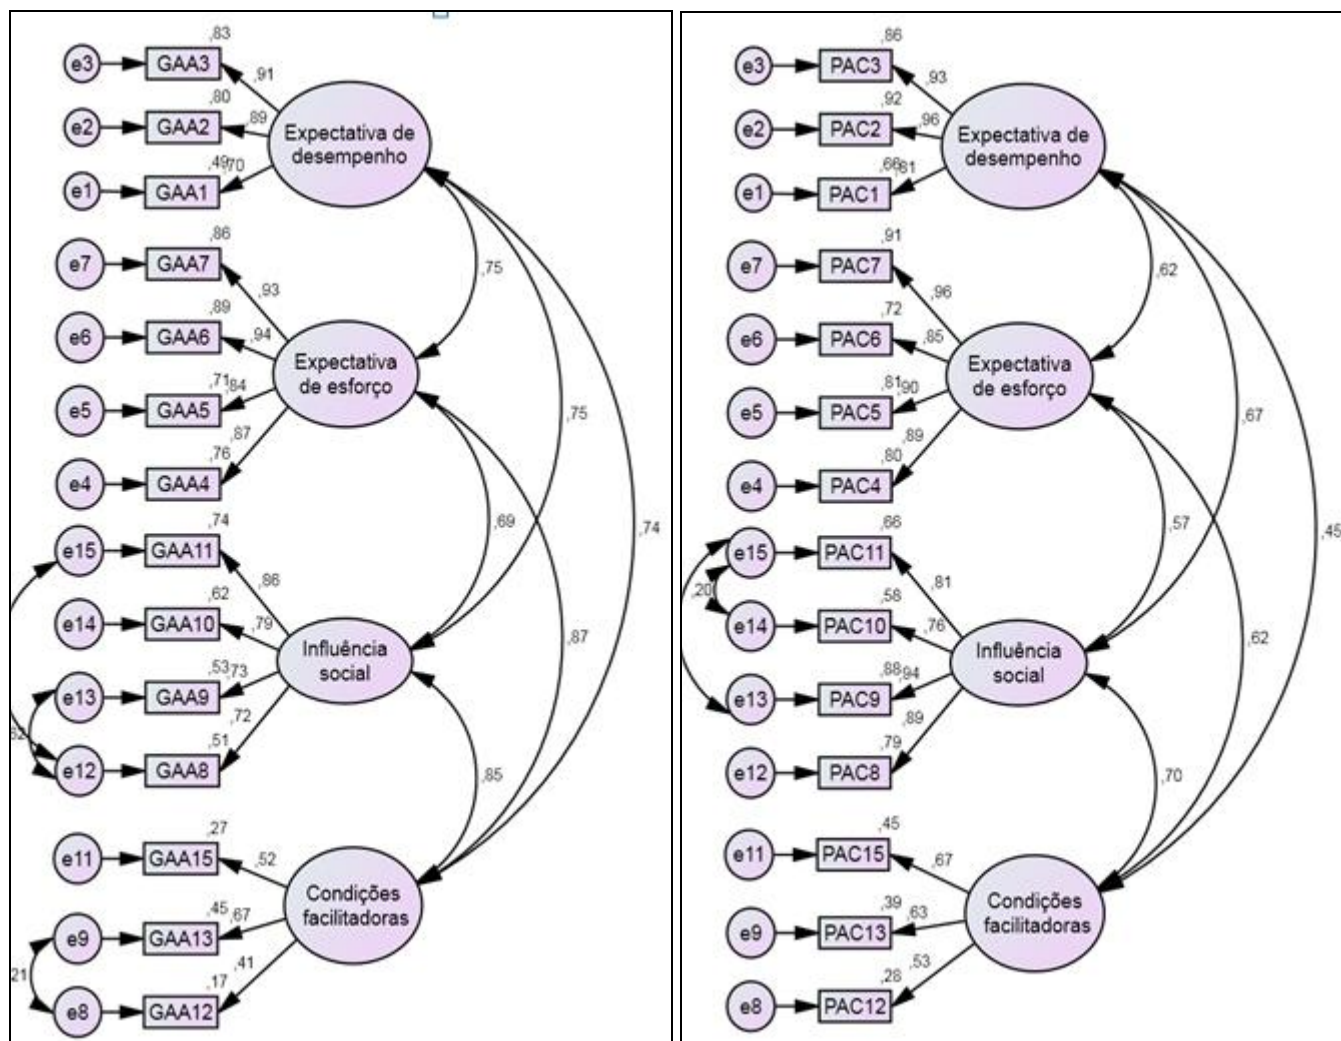 ,83
e3 GAA3
,91
,80
e2 GAA2
,89
Expectativa de
desempenho
,49 ,70
e1 GAA1
,86
e7 GAA7
,93
,75
,89
e6 GAA6
,94
Expectativa
de esforço
,71 ,84
e5 GAA5
,75
,87
,76
e4 GAA4
,74
e15 GAA11
,69
,74
,86
,62
e14 GAA10
,79
,87
Influência
social
,53 ,73
e13 GAA9
,72
,51
e12 GAA8
,85
,27
e11 GAA15
,52
Condições
facilitadoras
,45 ,67
e9 GAA13
,41
21
,17
e8 GAA12
,86
e3 PAC3
,93
,92
e2 PAC2
,96
Expectativa de
desempenho
,66 ,81
e1 PAC1
,91
e7 PAC7
,96
,62
,72
e6 PAC6
,85
Expectativa
de esforço
,81 ,90
e5 PAC5
,67
,89
,80
e4 PAC4
,66
e15 PAC11
,57
,45
,20
,81
,58
e14 PAC10
,76
,62
Influência
social
,88 ,94
e13 PAC9
,89
,79
e12 PAC8
,70
,45
e11 PAC15
,67
Condições
facilitadoras
,39 ,63
e9 PAC13
,53
,28
e8 PAC12